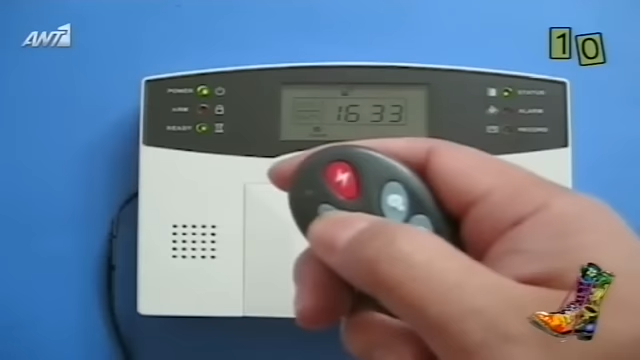 ANT1
10
POWER
ARM
READY
16 33
STATUS
ALARM
RECORD